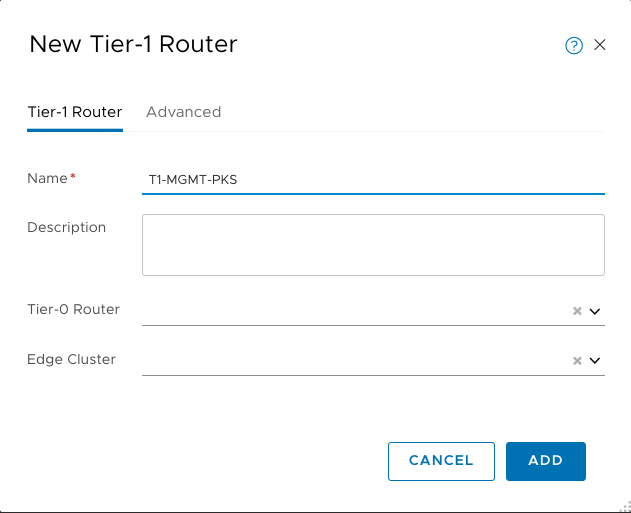 New Tier-1 Router
Tier-1 Router Advanced
Name* T1-MGMT-PKS
Description
Tier-0 Router
Edge Cluster
CANCEL ADD